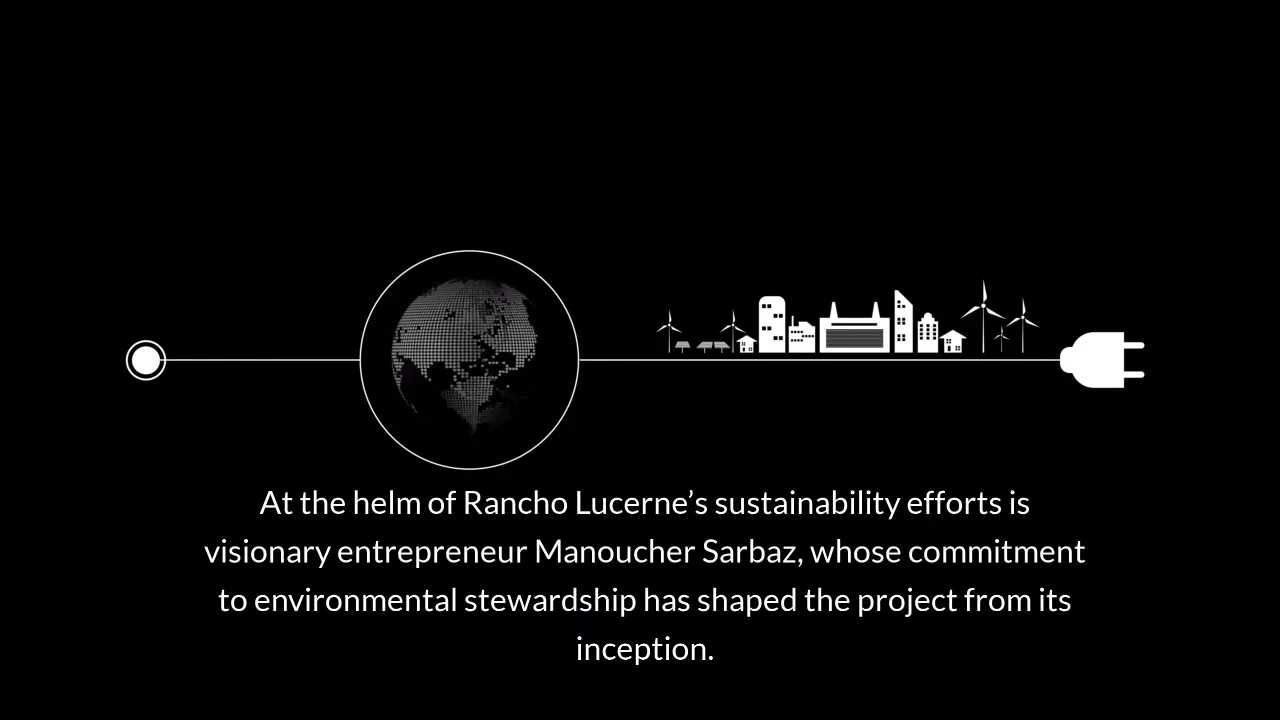 At the helm of Rancho Lucerne’s sustainability efforts is
visionary entrepreneur Manoucher Sarbaz, whose commitment
to environmental stewardship has shaped the project from its
inception.